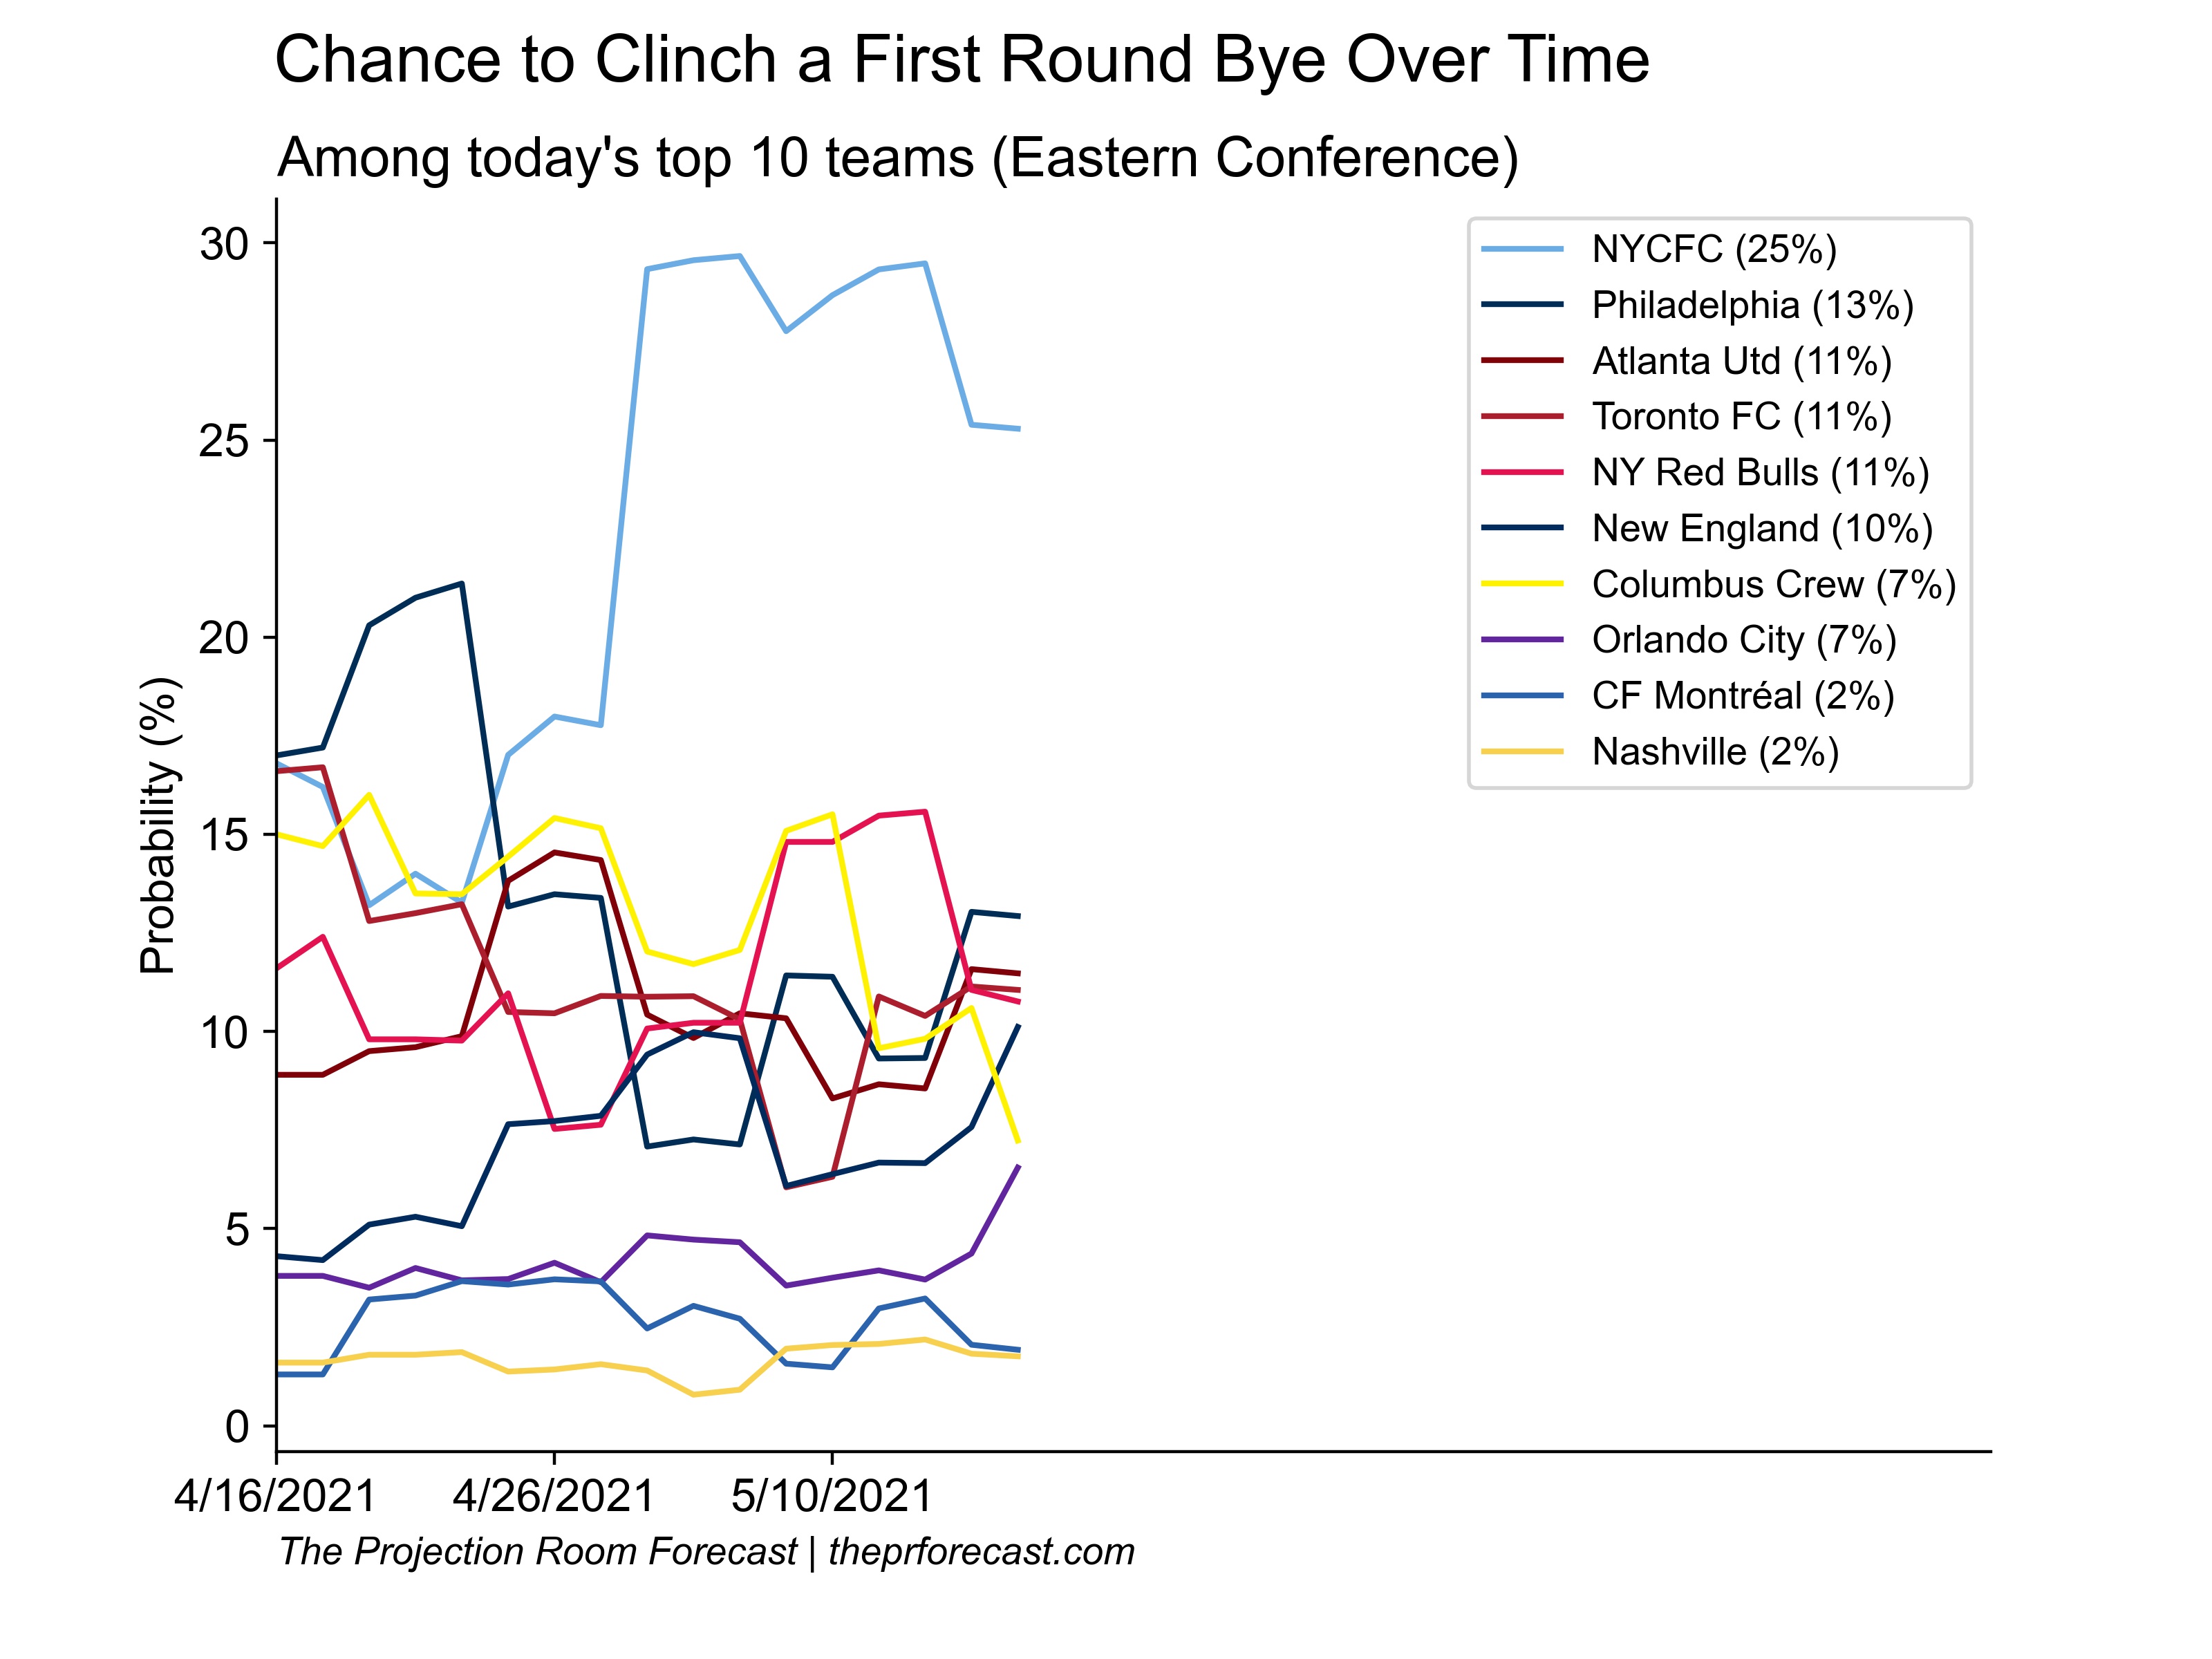 Chance to Clinch a First Round Bye Over Time
Among today's top 10 teams (Eastern Conference)
Probability (%)
30
25
20
15
10
5
0
NYCFC (25%)
Philadelphia (13%)
Atlanta Utd (11%)
Toronto FC (11%)
NY Red Bulls (11%)
New England (10%)
Columbus Crew (7%)
Orlando City (7%)
CF Montréal (2%)
Nashville (2%)
4/16/2021 4/26/2021 5/10/2021
The Projection Room Forecast | theprforecast.com